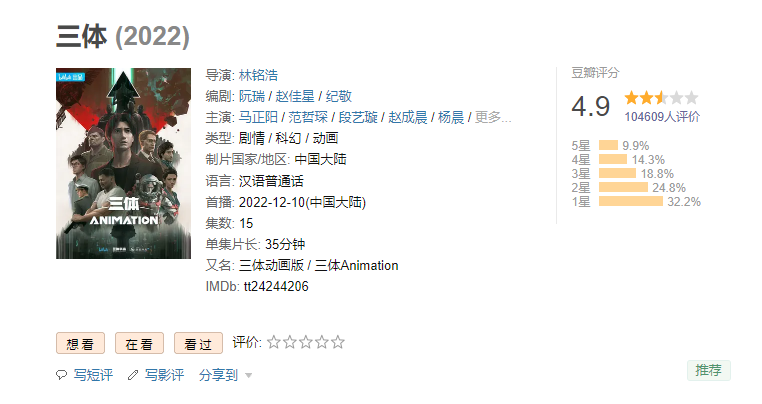 三体 (2022)
bilibili 出品
三体
ANIMATION
导演: 林铭浩
编剧: 阮瑞 / 赵佳星 / 纪敬
主演: 马正阳 / 范哲琛 / 段艺璇 / 赵成晨 / 杨晨 / 更多...
类型: 剧情 / 科幻 / 动画
制片国家/地区: 中国大陆
语言: 汉语普通话
首播: 2022-12-10(中国大陆)
集数: 15
单集片长: 35分钟
又名: 三体动画版 / 三体Animation
IMDb: tt24244206
豆瓣评分
4.9
104609人评价
5星 9.9%
4星 14.3%
3星 18.8%
2星 24.8%
1星 32.2%
想看 在看 看过 评价:
写短评 写影评 分享到
推荐